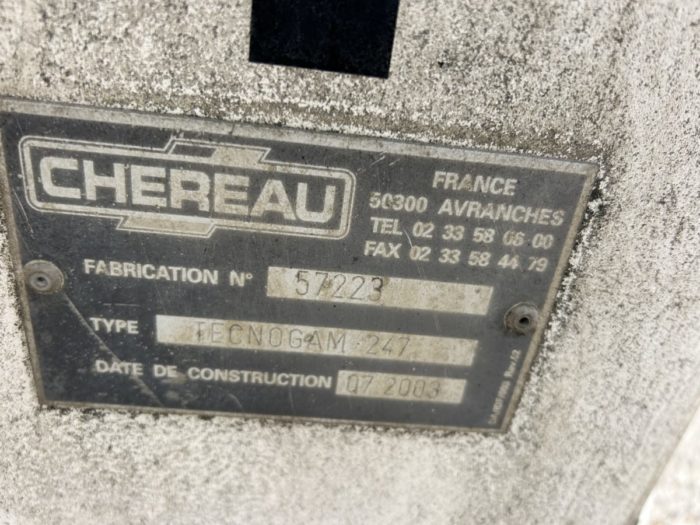 CHEREAU
FRANCE
50300 AVRANCHES
TEL 02 33 58 06 00
FAX 02 33 58 44 79
FABRICATION N° 57223
TYPE TECNOGAM 247
DATE DE CONSTRUCTION 07 2003